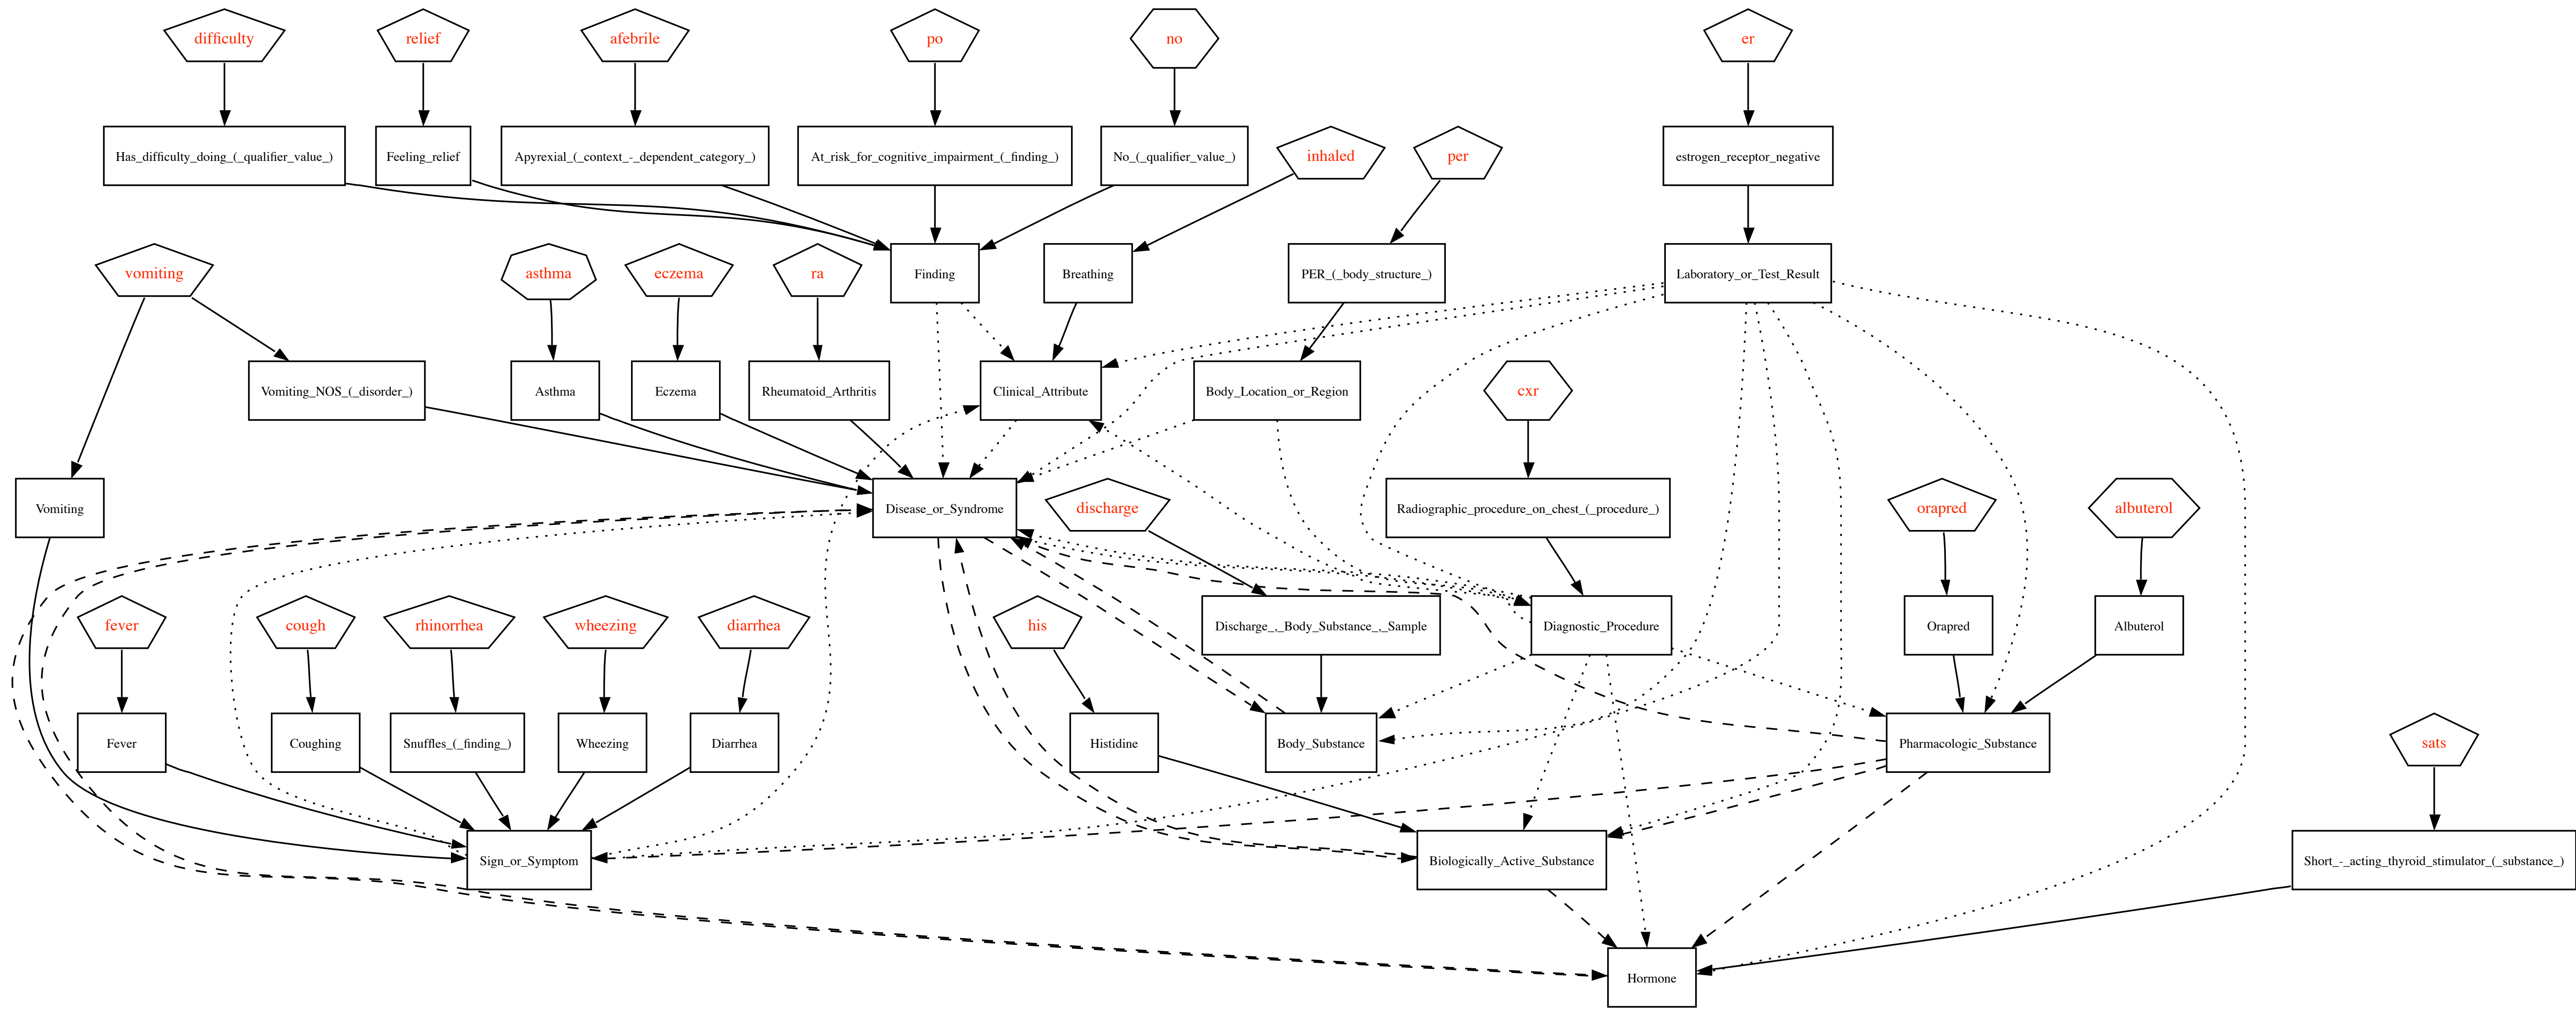 difficulty
relief
afebrile
po
no
er
Has_difficulty_doing_(_qualifier_value_)
Feeling_relief
Apyrexial_(_context_-_dependent_category_)
At_risk_for_cognitive_impairment_(_finding_)
No_(_qualifier_value_)
inhaled
per
estrogen_receptor_negative
vomiting
asthma
eczema
ra
Finding
Breathing
PER_(_body_structure_)
Laboratory_or_Test_Result
Vomiting_NOS_(_disorder_)
Asthma
Eczema
Rheumatoid_Arthritis
Clinical_Attribute
Body_Location_or_Region
cxr
Vomiting
Disease_or_Syndrome
discharge
Radiographic_procedure_on_chest_(_procedure_)
orapred
albuterol
fever
cough
rhinorrhea
wheezing
diarrhea
his
Discharge_,_Body_Substance_,_Sample
Diagnostic_Procedure
Orapred
Albuterol
Fever
Coughing
Snuffles_(_finding_)
Wheezing
Diarrhea
Histidine
Body_Substance
Pharmacologic_Substance
sats
Sign_or_Symptom
Biologically_Active_Substance
Short_-_acting_thyroid_stimulator_(_substance_)
Hormone